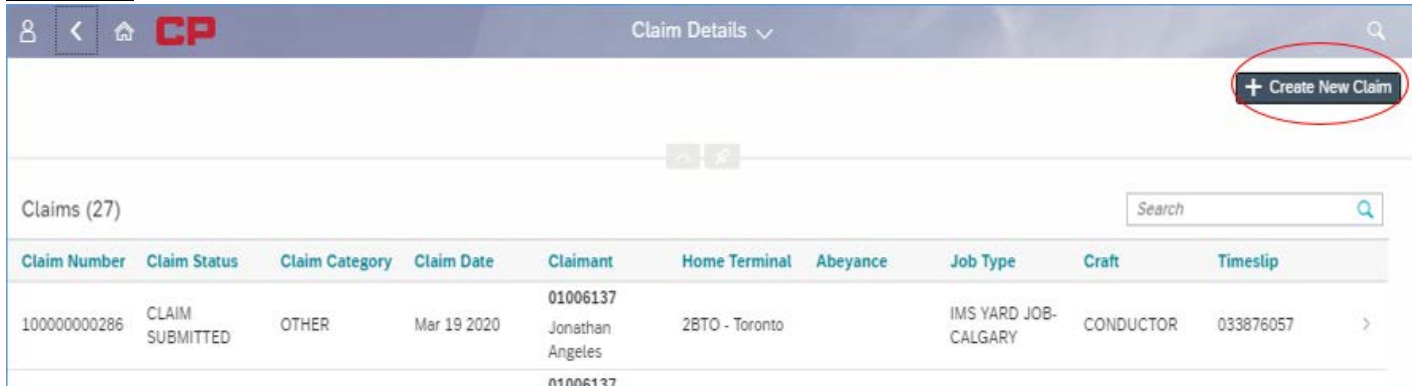 CP
Claim Details
+ Create New Claim
Claims (27)
Search
Claim Number Claim Status Claim Category Claim Date Claimant Home Terminal Abeyance Job Type Craft Timeslip
100000000286 CLAIM SUBMITTED OTHER Mar 19 2020 01006137 Jonathan Angeles 2BTO - Toronto IMS YARD JOB-CALGARY CONDUCTOR 033876057
01006137